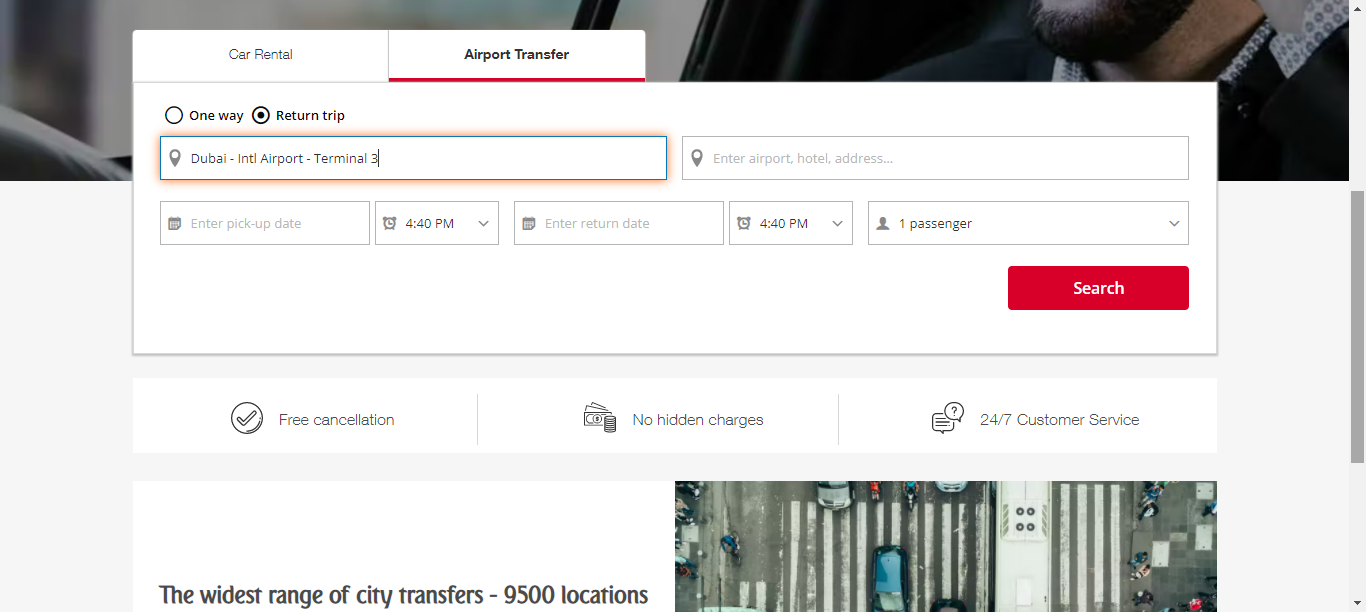 Car Rental
Airport Transfer
One way
Return trip
Dubai - Intl Airport - Terminal 3
Enter airport, hotel, address...
Enter pick-up date
4:40 PM
Enter return date
4:40 PM
1 passenger
Search
Free cancellation
No hidden charges
24/7 Customer Service
The widest range of city transfers - 9500 locations